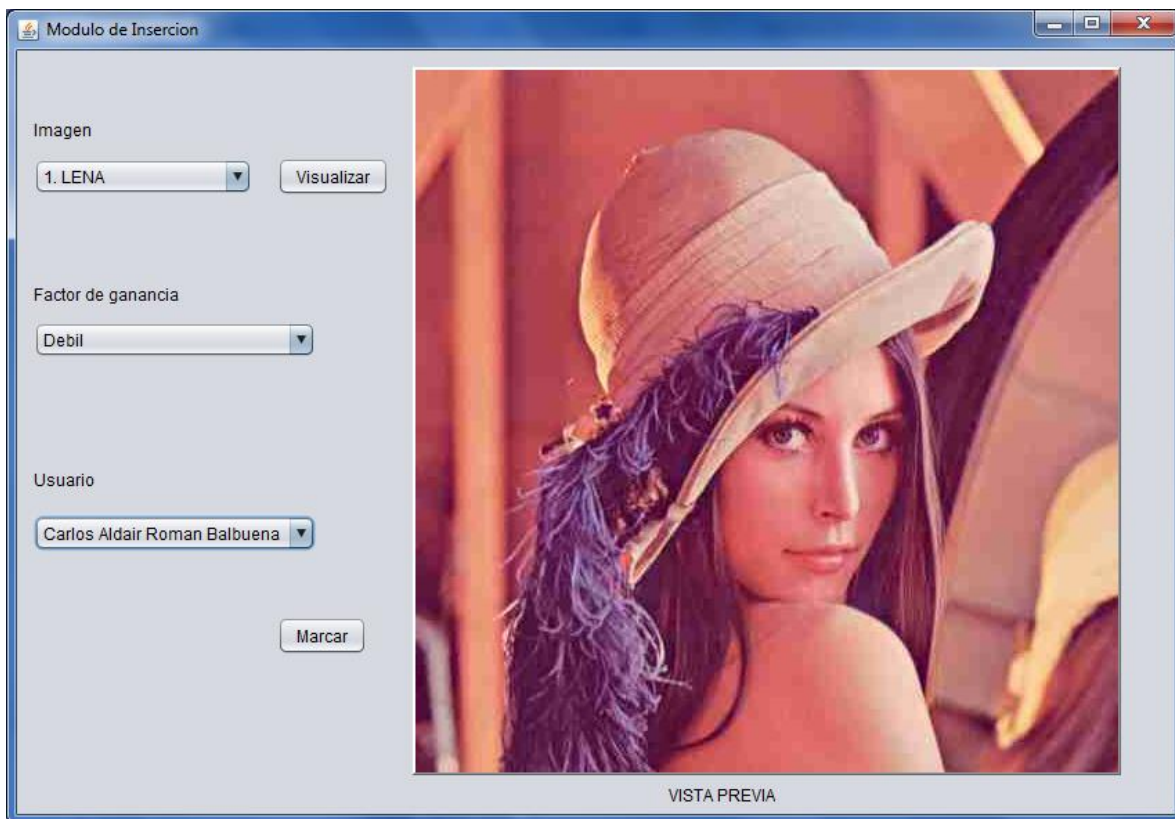 Modulo de Insercion
Imagen
1. LENA
Visualizar
Factor de ganancia
Debil
Usuario
Carlos Aldair Roman Balbuena
Marcar
VISTA PREVIA